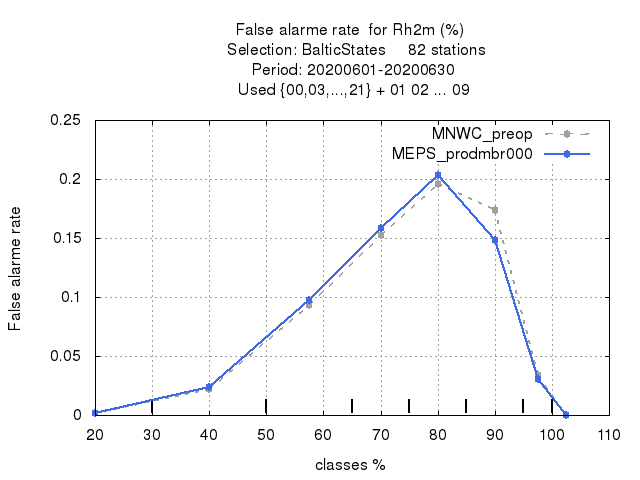 False alarme rate  for Rh2m (%)
Selection: BalticStates     82 stations
Period: 20200601-20200630
Used {00,03,...,21} + 01 02 ... 09
MNWC_preop
MEPS_prodmbr000
False alarme rate
0.25
0.2
0.15
0.1
0.05
0
20 30 40 50 60 70 80 90 100 110
classes %